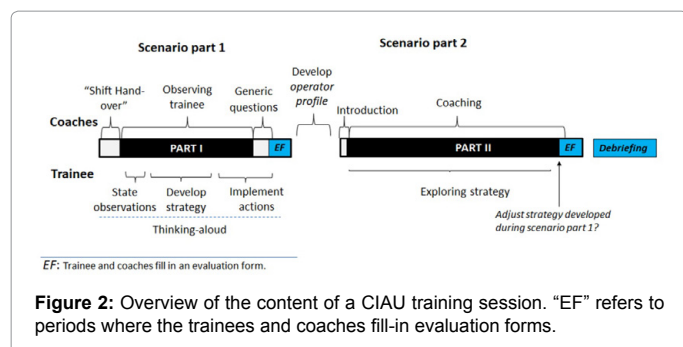 Scenario part 1
Scenario part 2
"Shift Hand-
over"
Observing
trainee
Generic
questions
Develop
operator
profile
Introduction
Coaching
Coaches
PART I
EF
PART II
EF
Debriefing
Trainee
State
observations
Develop
strategy
Implement
actions
Exploring strategy
Thinking-aloud
Adjust strategy developed
during scenario part 1?
EF: Trainee and coaches fill in an evaluation form.
Figure 2: Overview of the content of a CIAU training session. “EF” refers to
periods where the trainees and coaches fill-in evaluation forms.